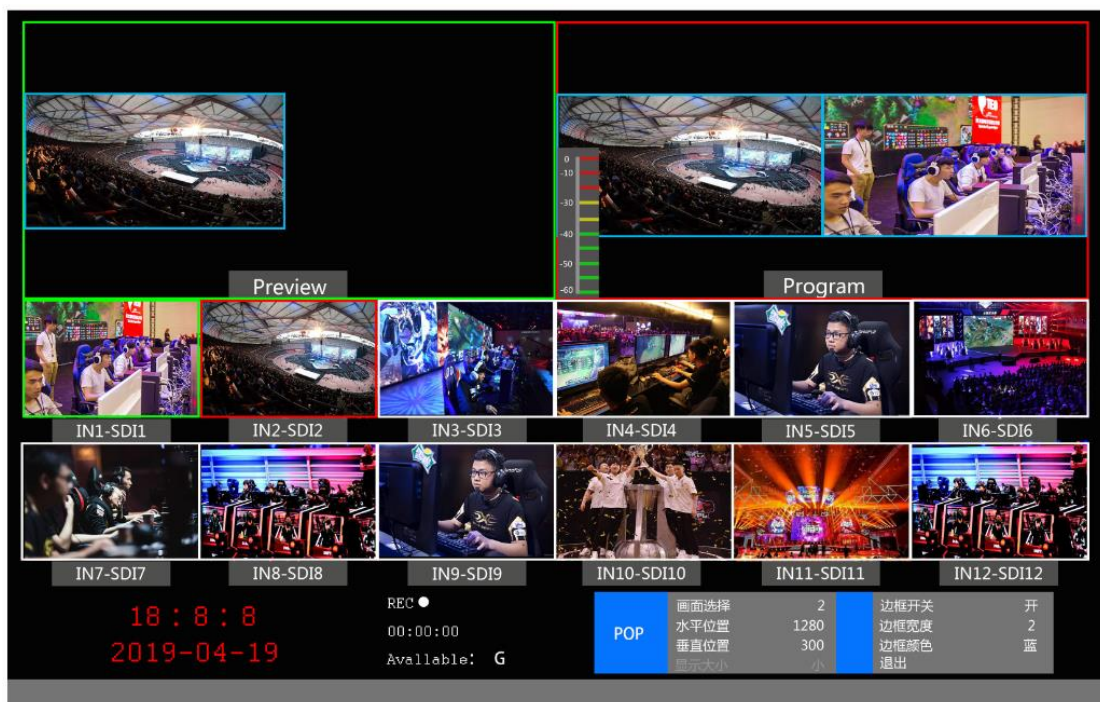 0
-10
-30
-40
-50
-60
Preview
Program
IN1-SDI1
IN2-SDI2
IN3-SDI3
IN4-SDI4
IN5-SDI5
IN6-SDI6
IN7-SDI7
IN8-SDI8
IN9-SDI9
IN10-SDI10
IN11-SDI11
IN12-SDI12
18:8:8
2019-04-19
REC
00:00:00
Avallable: G
POP
画面选择 2
水平位置 1280
垂直位置 300
显示大小 小
边框开关 开
边框宽度 2
边框颜色 蓝
退出